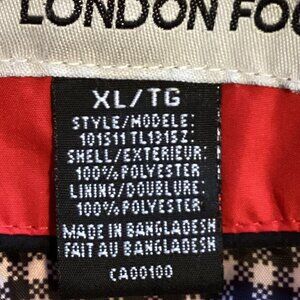 LONDON FO
XL/TG
STYLE/MODELE:
101511 TL1315Z:
SHELL/EXTERIEUR:
100% POLYESTER
LINING/DOUBLURE:
100% POLYESTER
MADE IN BANGLADESH
FAIT AU BANGLADESH
CA00100